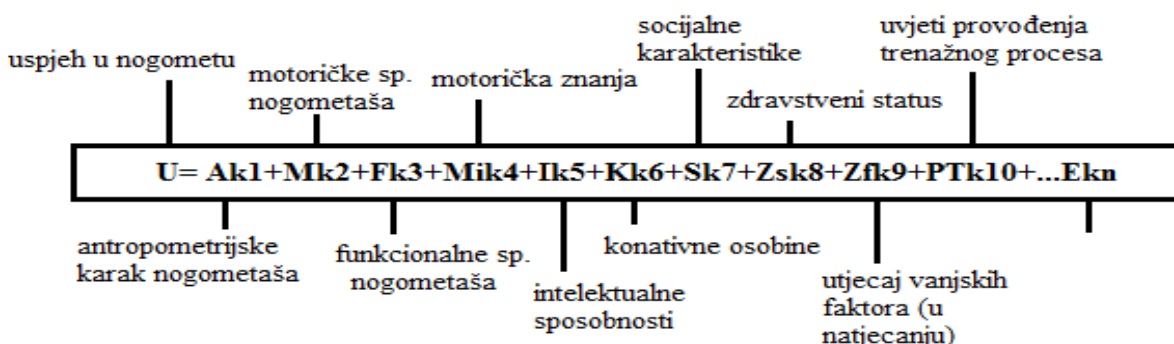 uspjeh u nogometu
motoričke sp.
nogometaša
motorička znanja
socijalne
karakteristike
zdravstveni status
uvjeti provođenja
trenažnog procesa
U= Ak1+Mk2+Fk3+Mik4+Ik5+Kk6+Sk7+Zsk8+Zfk9+PTk10+...Ekn
antropometrijske
karak nogometaša
funkcionalne sp.
nogometaša
intelektualne
sposobnosti
konativne osobine
utjecaj vanjskih
faktora (u
natjecanju)